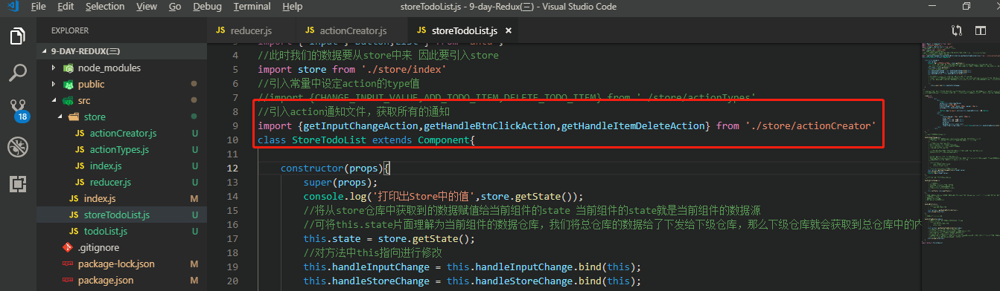 File Edit Selection View Go Debug Terminal Help storeTodoList.js - 9-day-Redux(三) - Visual Studio Code
EXPLORER
reducer.js actionCreator.js storeTodoList.js
9-DAY-REDUX(三)
node_modules
public
src
store
actionCreator.js U
actionTypes.js U
index.js U
reducer.js U
index.js M
storeTodoList.js U
todoList.js U
.gitignore
package-lock.json M
package.json M
18
4 //此时我们的数据要从store中来 因此要引入store
5 import store from './store/index'
6 //引入常量中设定action的type值
7 //import {CHANGE_INPUT_VALUE,ADD_TODO_ITEM,DELETE_TODO_ITEM} from './store/actionTypes'
8 //引入action通知文件，获取所有的通知
9 import {getInputChangeAction,getHandleBtnClickAction,getHandleItemDeleteAction} from './store/actionCreator'
10 class StoreTodoList extends Component{
11
12 constructor(props){
13 super(props);
14 console.log('打印出Store中的值',store.getState());
15 //将从store仓库中获取到的数据赋值给当前组件的state 当前组件的state就是当前组件的数据源
16 //可将this.state片面理解为当前组件的数据仓库，我们将总仓库的数据给了下发给下级仓库，那么下级仓库就会获取到总仓库中的内
17 this.state = store.getState();
18 //对方法中this指向进行修改
19 this.handleInputChange = this.handleInputChange.bind(this);
20 this.handleStoreChange = this.handleStoreChange.bind(this);